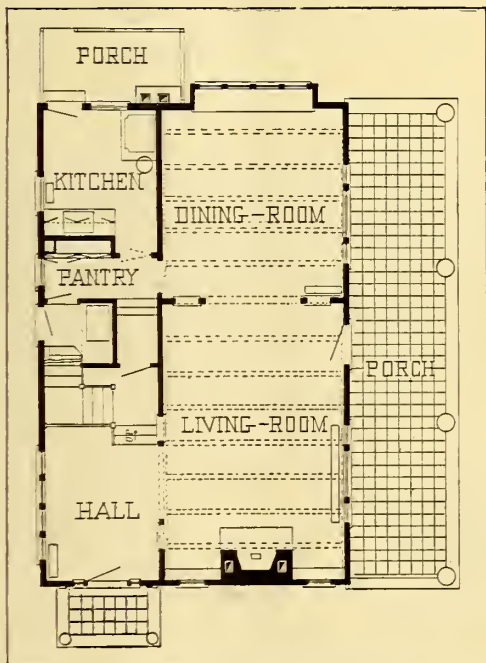 PORCH
KITCHEN
DINING-ROOM
PANTRY
PORCH
LIVING-ROOM
HALL